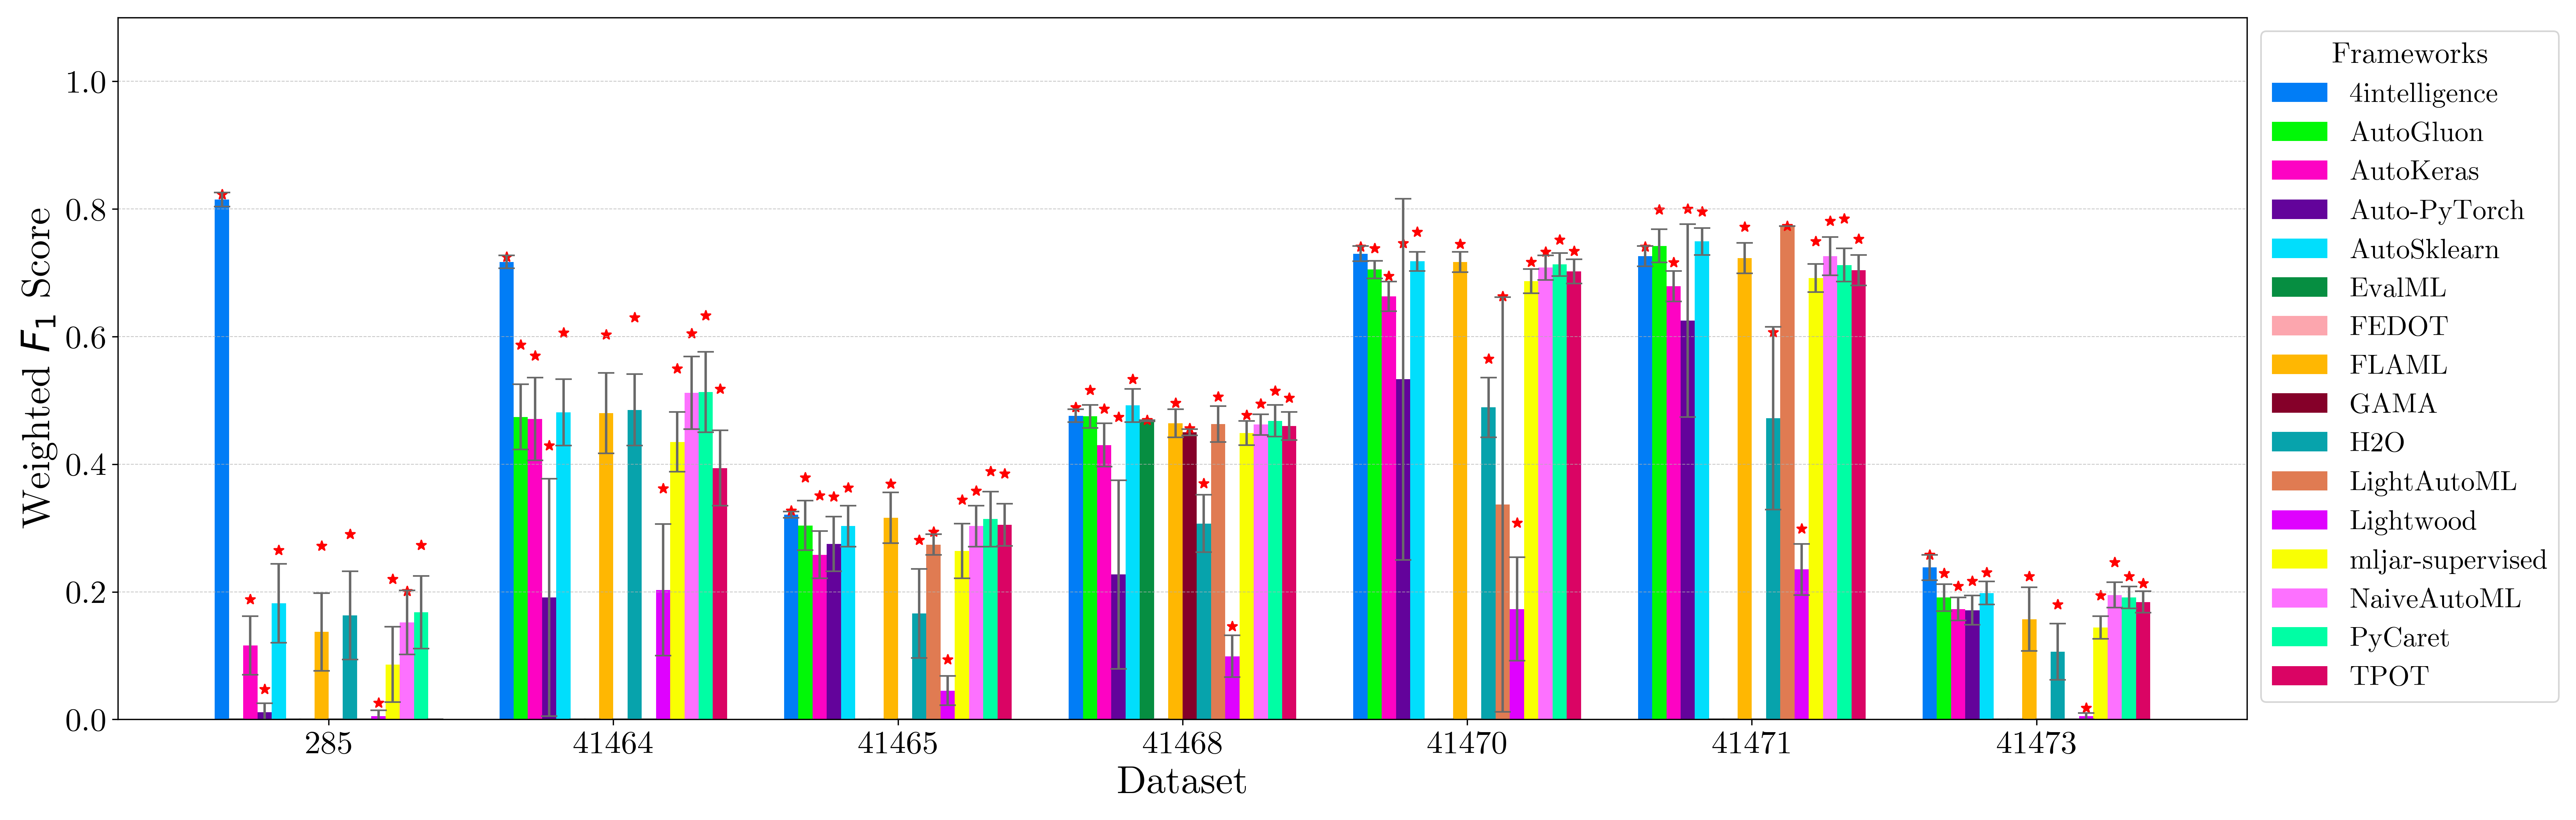 Weighted F₁ Score
1.0
0.8
0.6
0.4
0.2
0.0
285
41464
41465
41468
41470
41471
41473
Dataset
Frameworks
4intelligence
AutoGluon
AutoKeras
Auto-PyTorch
AutoSklearn
EvalML
FEDOT
FLAML
GAMA
H2O
LightAutoML
Lightwood
mljar-supervised
NaiveAutoML
PyCaret
TPOT